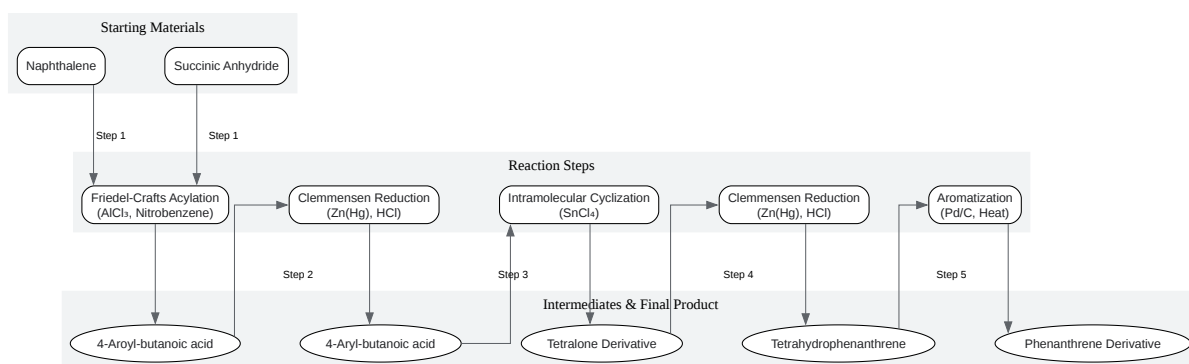 Starting Materials
Naphthalene
Succinic Anhydride
Step 1
Step 1
Reaction Steps
Friedel-Crafts Acylation
(AlCl₃, Nitrobenzene)
Clemmensen Reduction
(Zn(Hg), HCl)
Intramolecular Cyclization
(SnCl₄)
Clemmensen Reduction
(Zn(Hg), HCl)
Aromatization
(Pd/C, Heat)
Step 2
Step 3
Step 4
Step 5
Intermediates & Final Product
4-Aroyl-butanoic acid
4-Aryl-butanoic acid
Tetralone Derivative
Tetrahydrophenanthrene
Phenanthrene Derivative